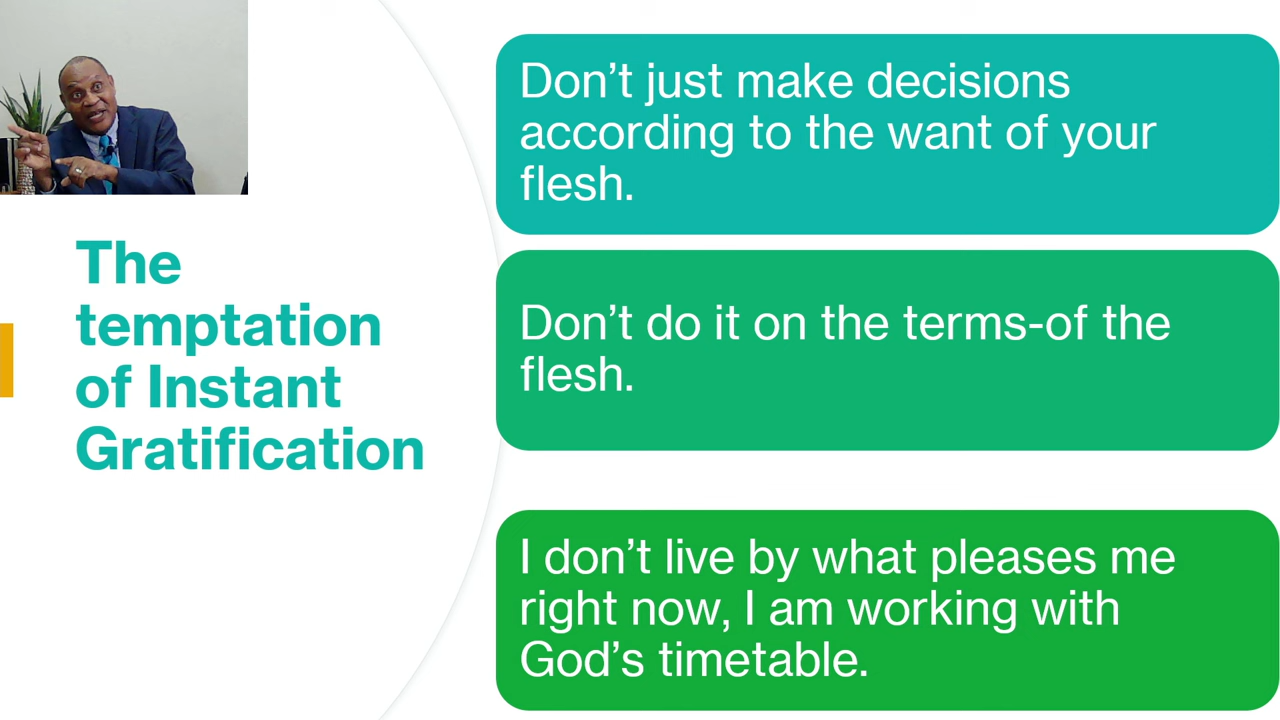 The
temptation
of Instant
Gratification
Don’t just make decisions
according to the want of your
flesh.
Don’t do it on the terms-of the
flesh.
I don’t live by what pleases me
right now, I am working with
God’s timetable.